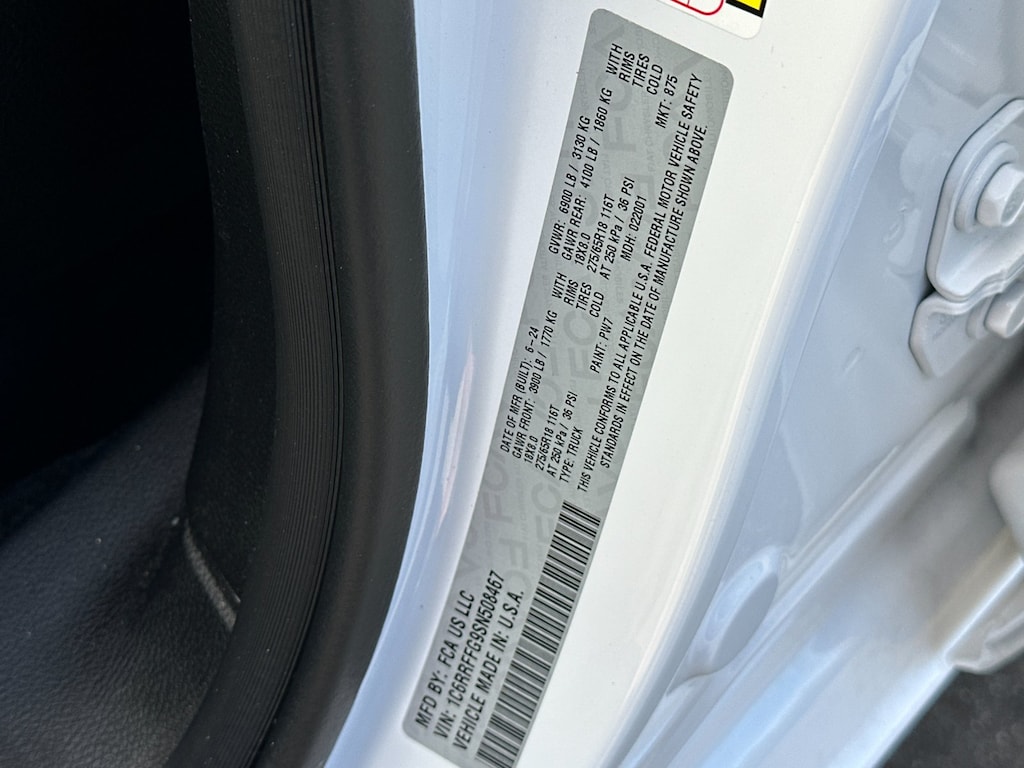 MFD BY: FCA US LLC
VIN: 1C6RRFFG9SN508467
VEHICLE MADE IN: U.S.A.
DATE OF MFR (BUILT): 6-24
GAWR FRONT: 3900 LB / 1770 KG WITH
18X8.0 RIMS
275/65R18 116T TIRES
AT 250 kPa / 36 PSI COLD
TYPE: TRUCK PAINT: PW7
GVWR: 6900 LB / 3130 KG
GAWR REAR: 4100 LB / 1860 KG WITH
18X8.0 RIMS
275/65R18 116T TIRES
AT 250 kPa / 36 PSI COLD
MDH: 022001 MKT: 875
THIS VEHICLE CONFORMS TO ALL APPLICABLE U.S.A. FEDERAL MOTOR VEHICLE SAFETY
STANDARDS IN EFFECT ON THE DATE OF MANUFACTURE SHOWN ABOVE.